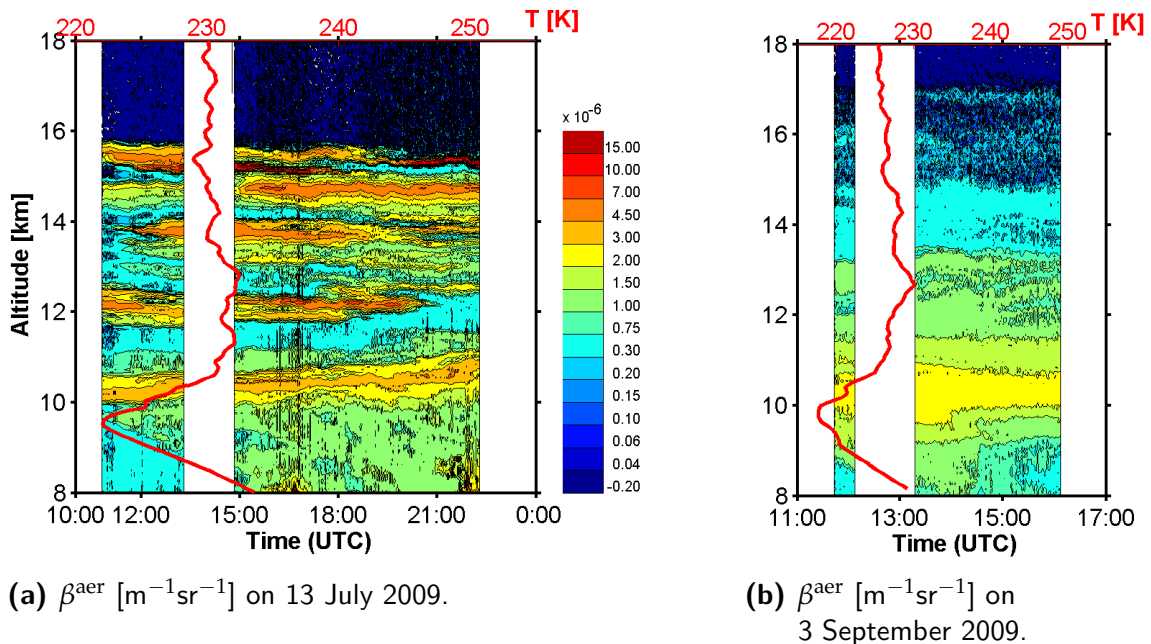 220 230 240 250 T [K]
18
16
14
12
10
8
Altitude [km]
10:00 12:00 15:00 18:00 21:00 0:00
Time (UTC)
x 10⁻⁶
15.00
10.00
7.00
4.50
3.00
2.00
1.50
1.00
0.75
0.30
0.20
0.15
0.10
0.06
0.04
-0.20
220 230 240 250 T [K]
18
16
14
12
10
8
11:00 13:00 15:00 17:00
Time (UTC)
(a) βᵃᵉʳ [m⁻¹sr⁻¹] on 13 July 2009.
(b) βᵃᵉʳ [m⁻¹sr⁻¹] on
3 September 2009.